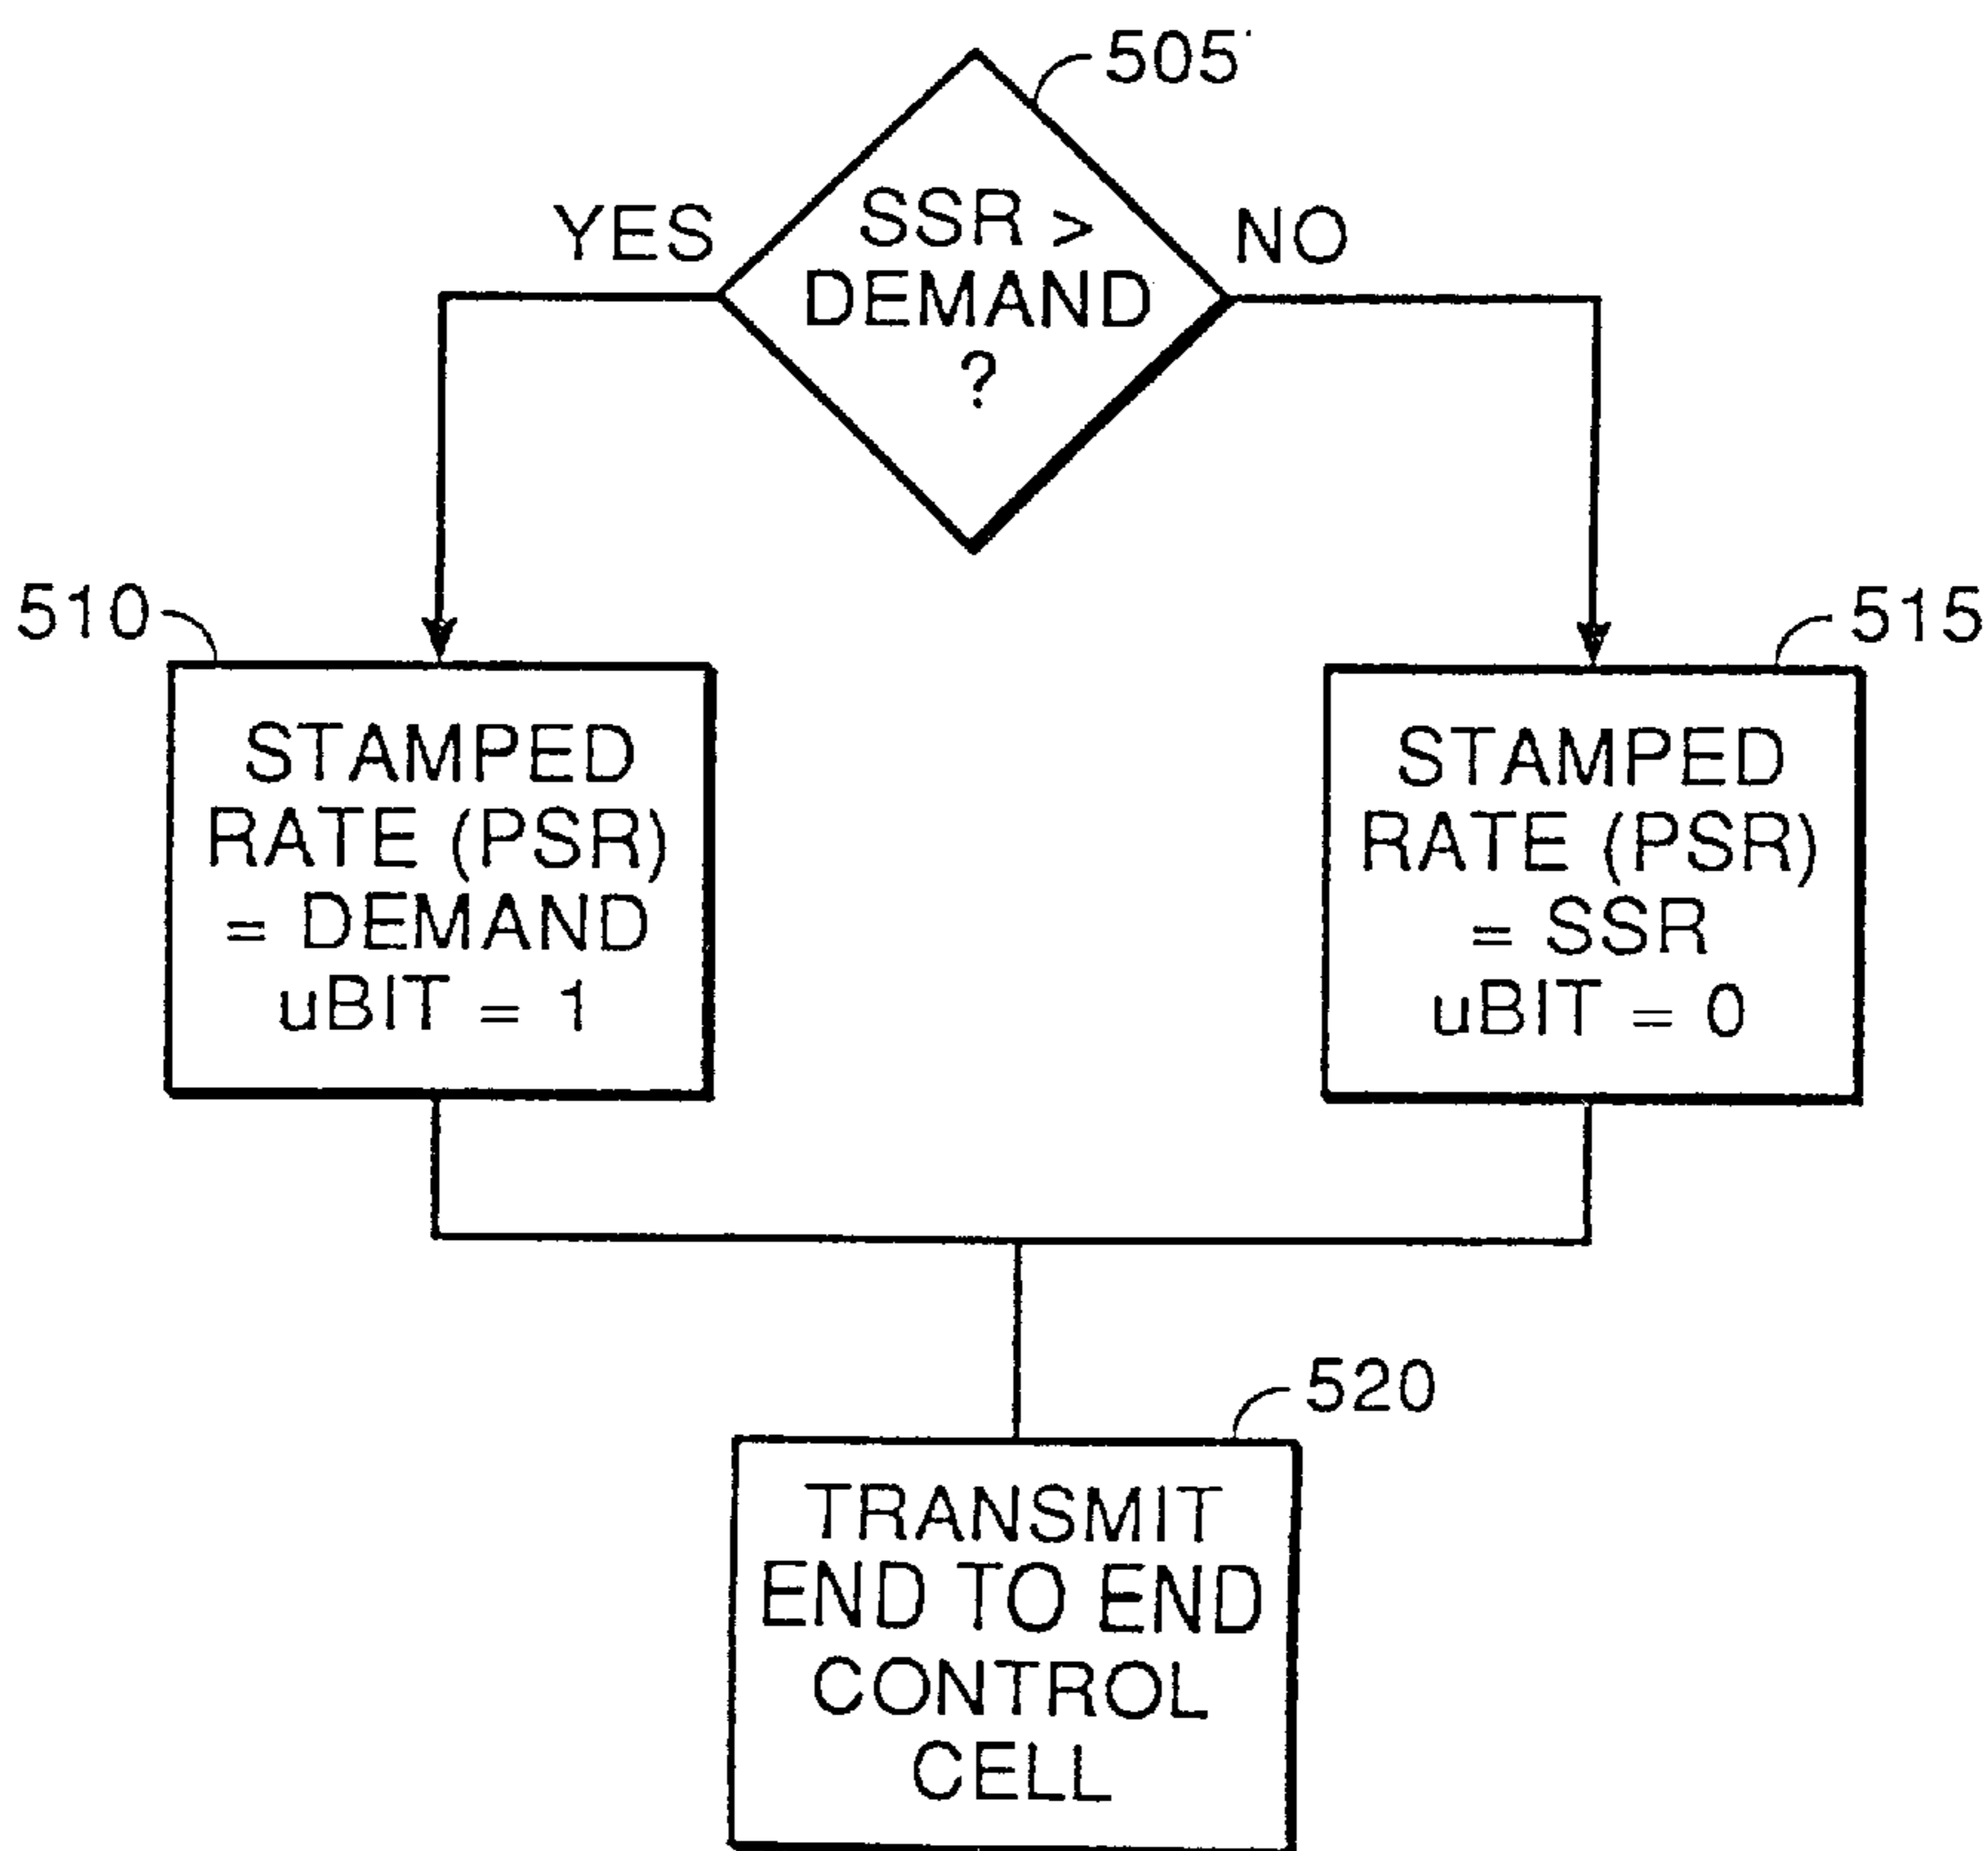 505
SSR >
DEMAND
?
YES
NO
510
STAMPED
RATE (PSR)
= DEMAND
uBIT = 1
515
STAMPED
RATE (PSR)
= SSR
uBIT = 0
520
TRANSMIT
END TO END
CONTROL
CELL